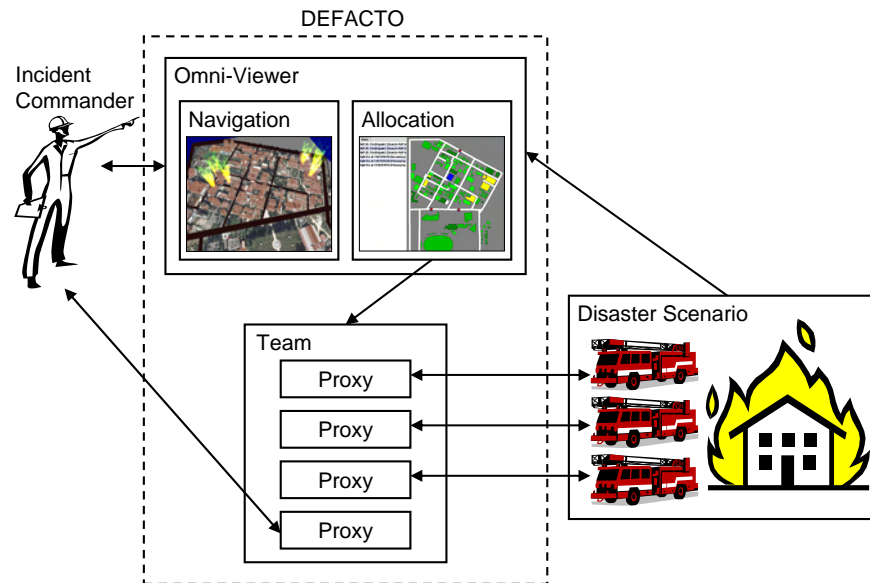 DEFACTO
Incident
Commander
Omni-Viewer
Navigation
Allocation
Disaster Scenario
Team
Proxy
Proxy
Proxy
Proxy